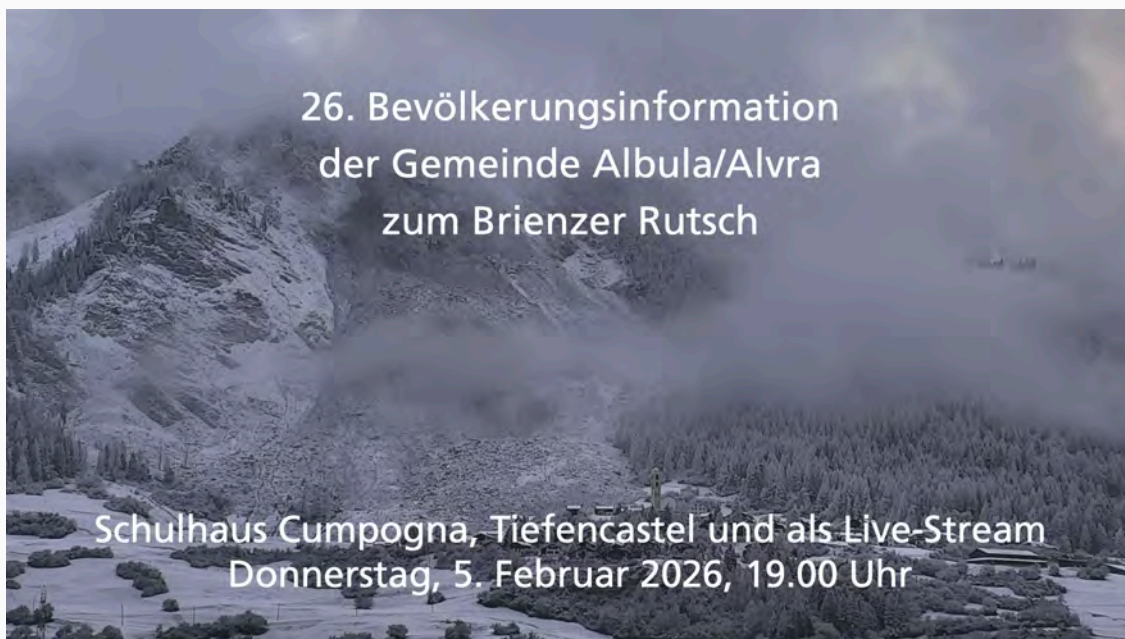 26. Bevölkerungsinformation
der Gemeinde Albula/Alvra
zum Brienzer Rutsch
Schulhaus Cumpogna, Tiefencastel und als Live-Stream
Donnerstag, 5. Februar 2026, 19.00 Uhr